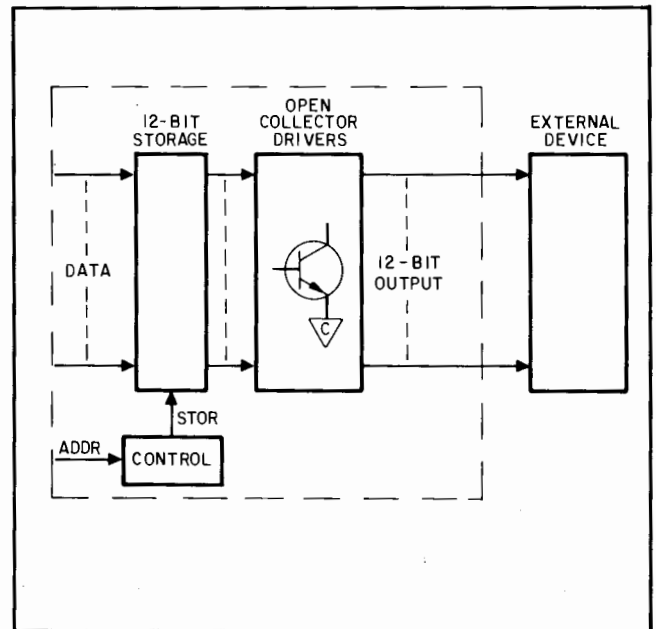 12-BIT
STORAGE
OPEN
COLLECTOR
DRIVERS
EXTERNAL
DEVICE
DATA
12-BIT
OUTPUT
C
STOR
ADDR
CONTROL